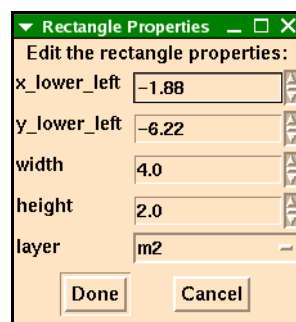 Rectangle Properties
Edit the rectangle properties:
x_lower_left −1.88
y_lower_left −6.22
width 4.0
height 2.0
layer m2
Done Cancel